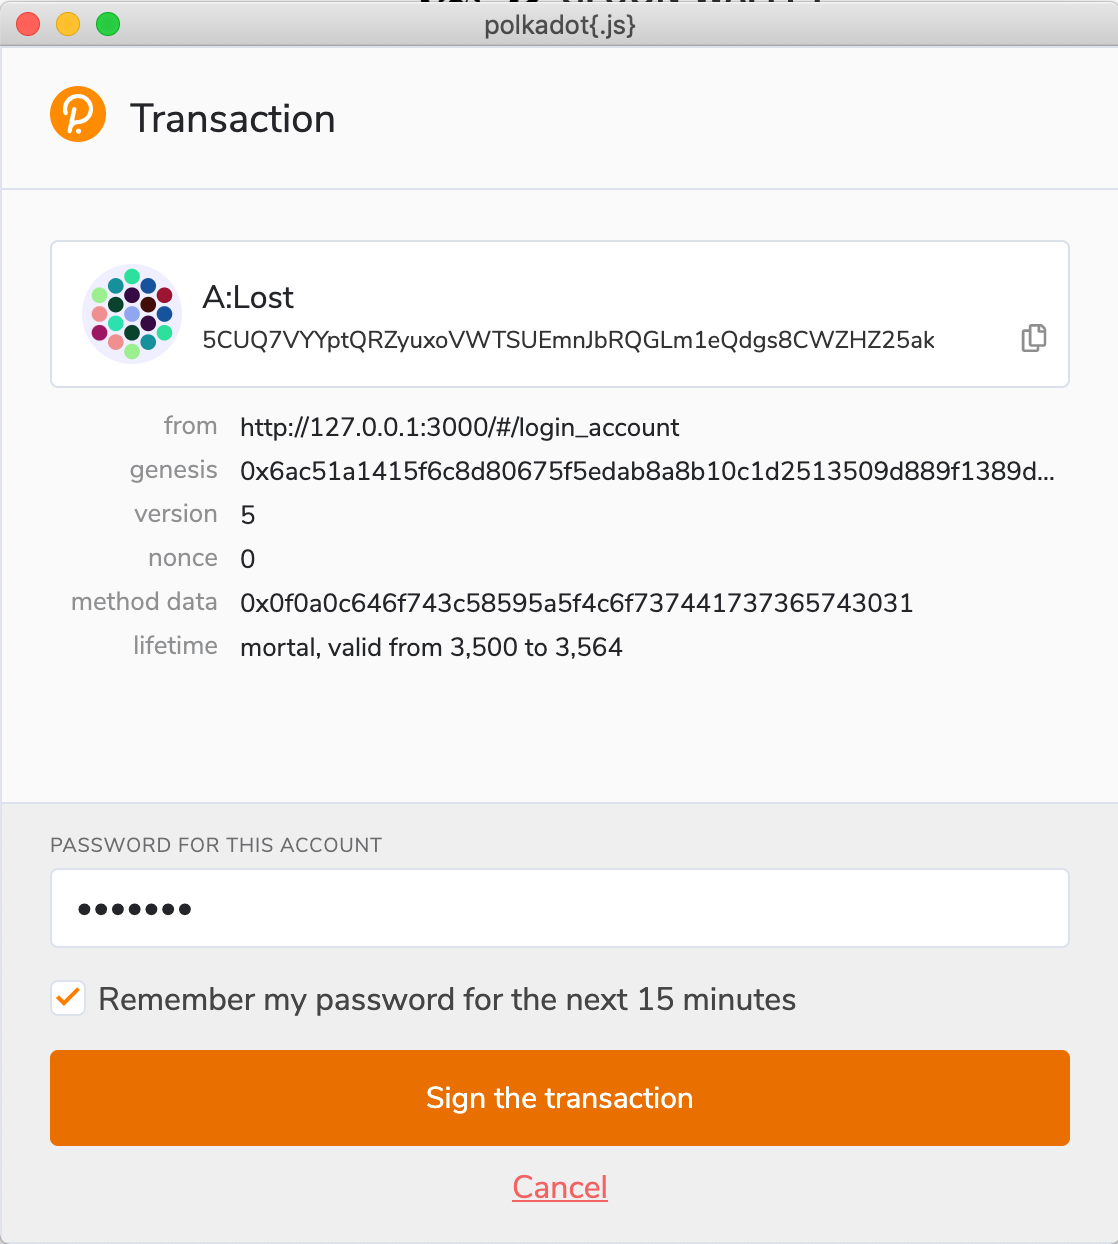 polkadot{.js}
Transaction
A:Lost
5CUQ7VYYptQRZyuxoVWTSUEmnJbRQGLm1eQdgs8CWZHZ25ak
from http://127.0.0.1:3000/#/login_account
genesis 0x6ac51a1415f6c8d80675f5edab8a8b10c1d2513509d889f1389d...
version 5
nonce 0
method data 0x0f0a0c646f743c58595a5f4c6f737441737365743031
lifetime mortal, valid from 3,500 to 3,564
PASSWORD FOR THIS ACCOUNT
Remember my password for the next 15 minutes
Sign the transaction
Cancel